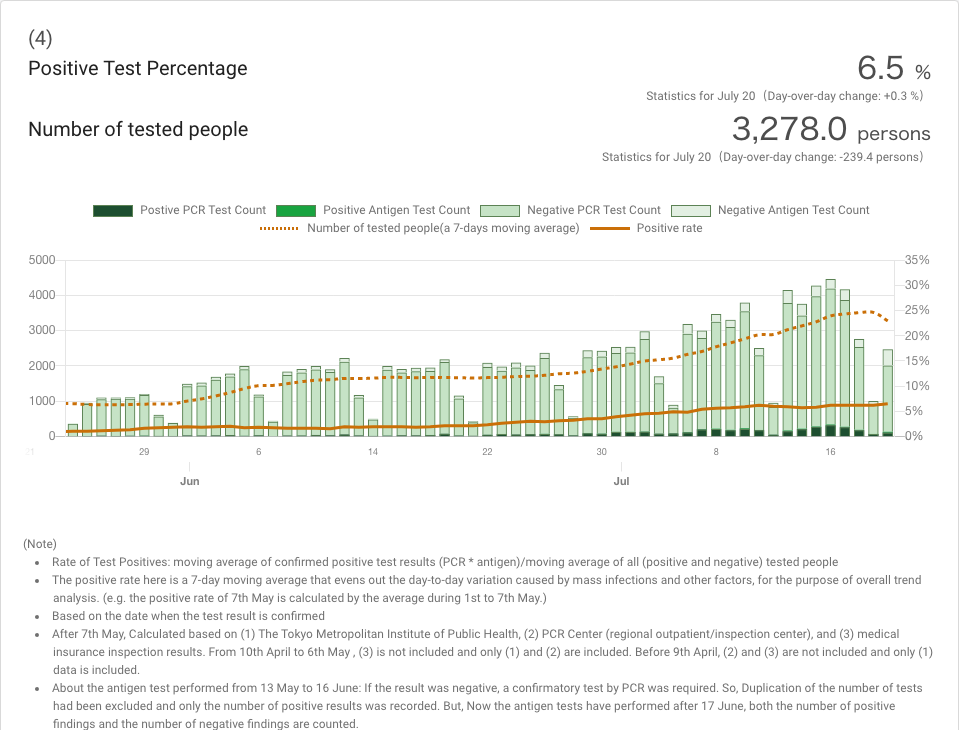 (4)
Positive Test Percentage
6.5 %
Statistics for July 20 (Day-over-day change: +0.3 %)
Number of tested people
3,278.0 persons
Statistics for July 20 (Day-over-day change: -239.4 persons)
Postive PCR Test Count Positive Antigen Test Count Negative PCR Test Count Negative Antigen Test Count
Number of tested people(a 7-days moving average) Positive rate
5000 35%
30%
4000
25%
3000
20%
2000 15%
10%
1000
5%
0 0%
21 29 6 14 22 30 8 16
Jun Jul
(Note)
• Rate of Test Positives: moving average of confirmed positive test results (PCR * antigen)/moving average of all (positive and negative) tested people
• The positive rate here is a 7-day moving average that evens out the day-to-day variation caused by mass infections and other factors, for the purpose of overall trend
analysis. (e.g. the positive rate of 7th May is calculated by the average during 1st to 7th May.)
• Based on the date when the test result is confirmed
• After 7th May, Calculated based on (1) The Tokyo Metropolitan Institute of Public Health, (2) PCR Center (regional outpatient/inspection center), and (3) medical
insurance inspection results. From 10th April to 6th May , (3) is not included and only (1) and (2) are included. Before 9th April, (2) and (3) are not included and only (1)
data is included.
• About the antigen test performed from 13 May to 16 June: If the result was negative, a confirmatory test by PCR was required. So, Duplication of the number of tests
had been excluded and only the number of positive results was recorded. But, Now the antigen tests have performed after 17 June, both the number of positive
findings and the number of negative findings are counted.